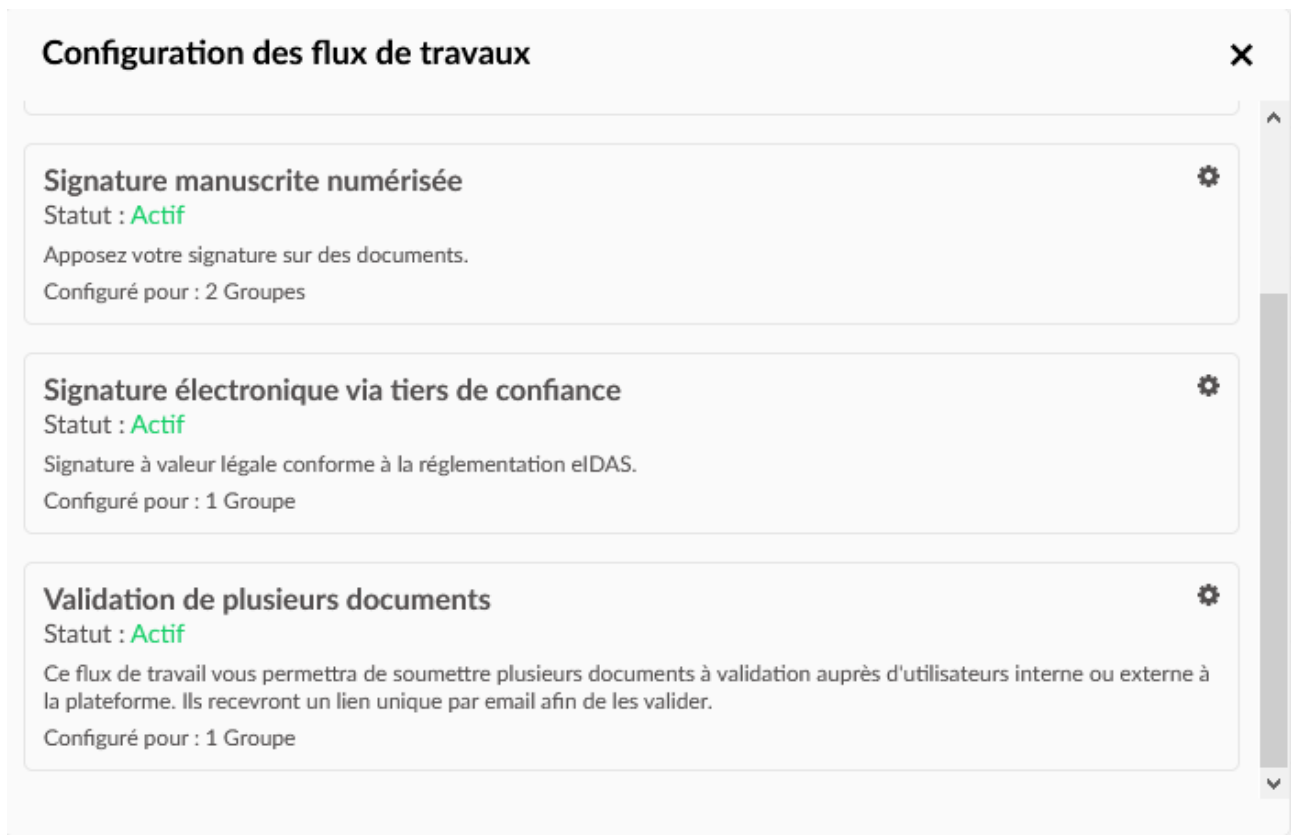 Configuration des flux de travaux
Signature manuscrite numérisée
Statut : Actif
Apposez votre signature sur des documents.
Configuré pour : 2 Groupes
Signature électronique via tiers de confiance
Statut : Actif
Signature à valeur légale conforme à la réglementation eIDAS.
Configuré pour : 1 Groupe
Validation de plusieurs documents
Statut : Actif
Ce flux de travail vous permettra de soumettre plusieurs documents à validation auprès d'utilisateurs interne ou externe à
la plateforme. Ils recevront un lien unique par email afin de les valider.
Configuré pour : 1 Groupe